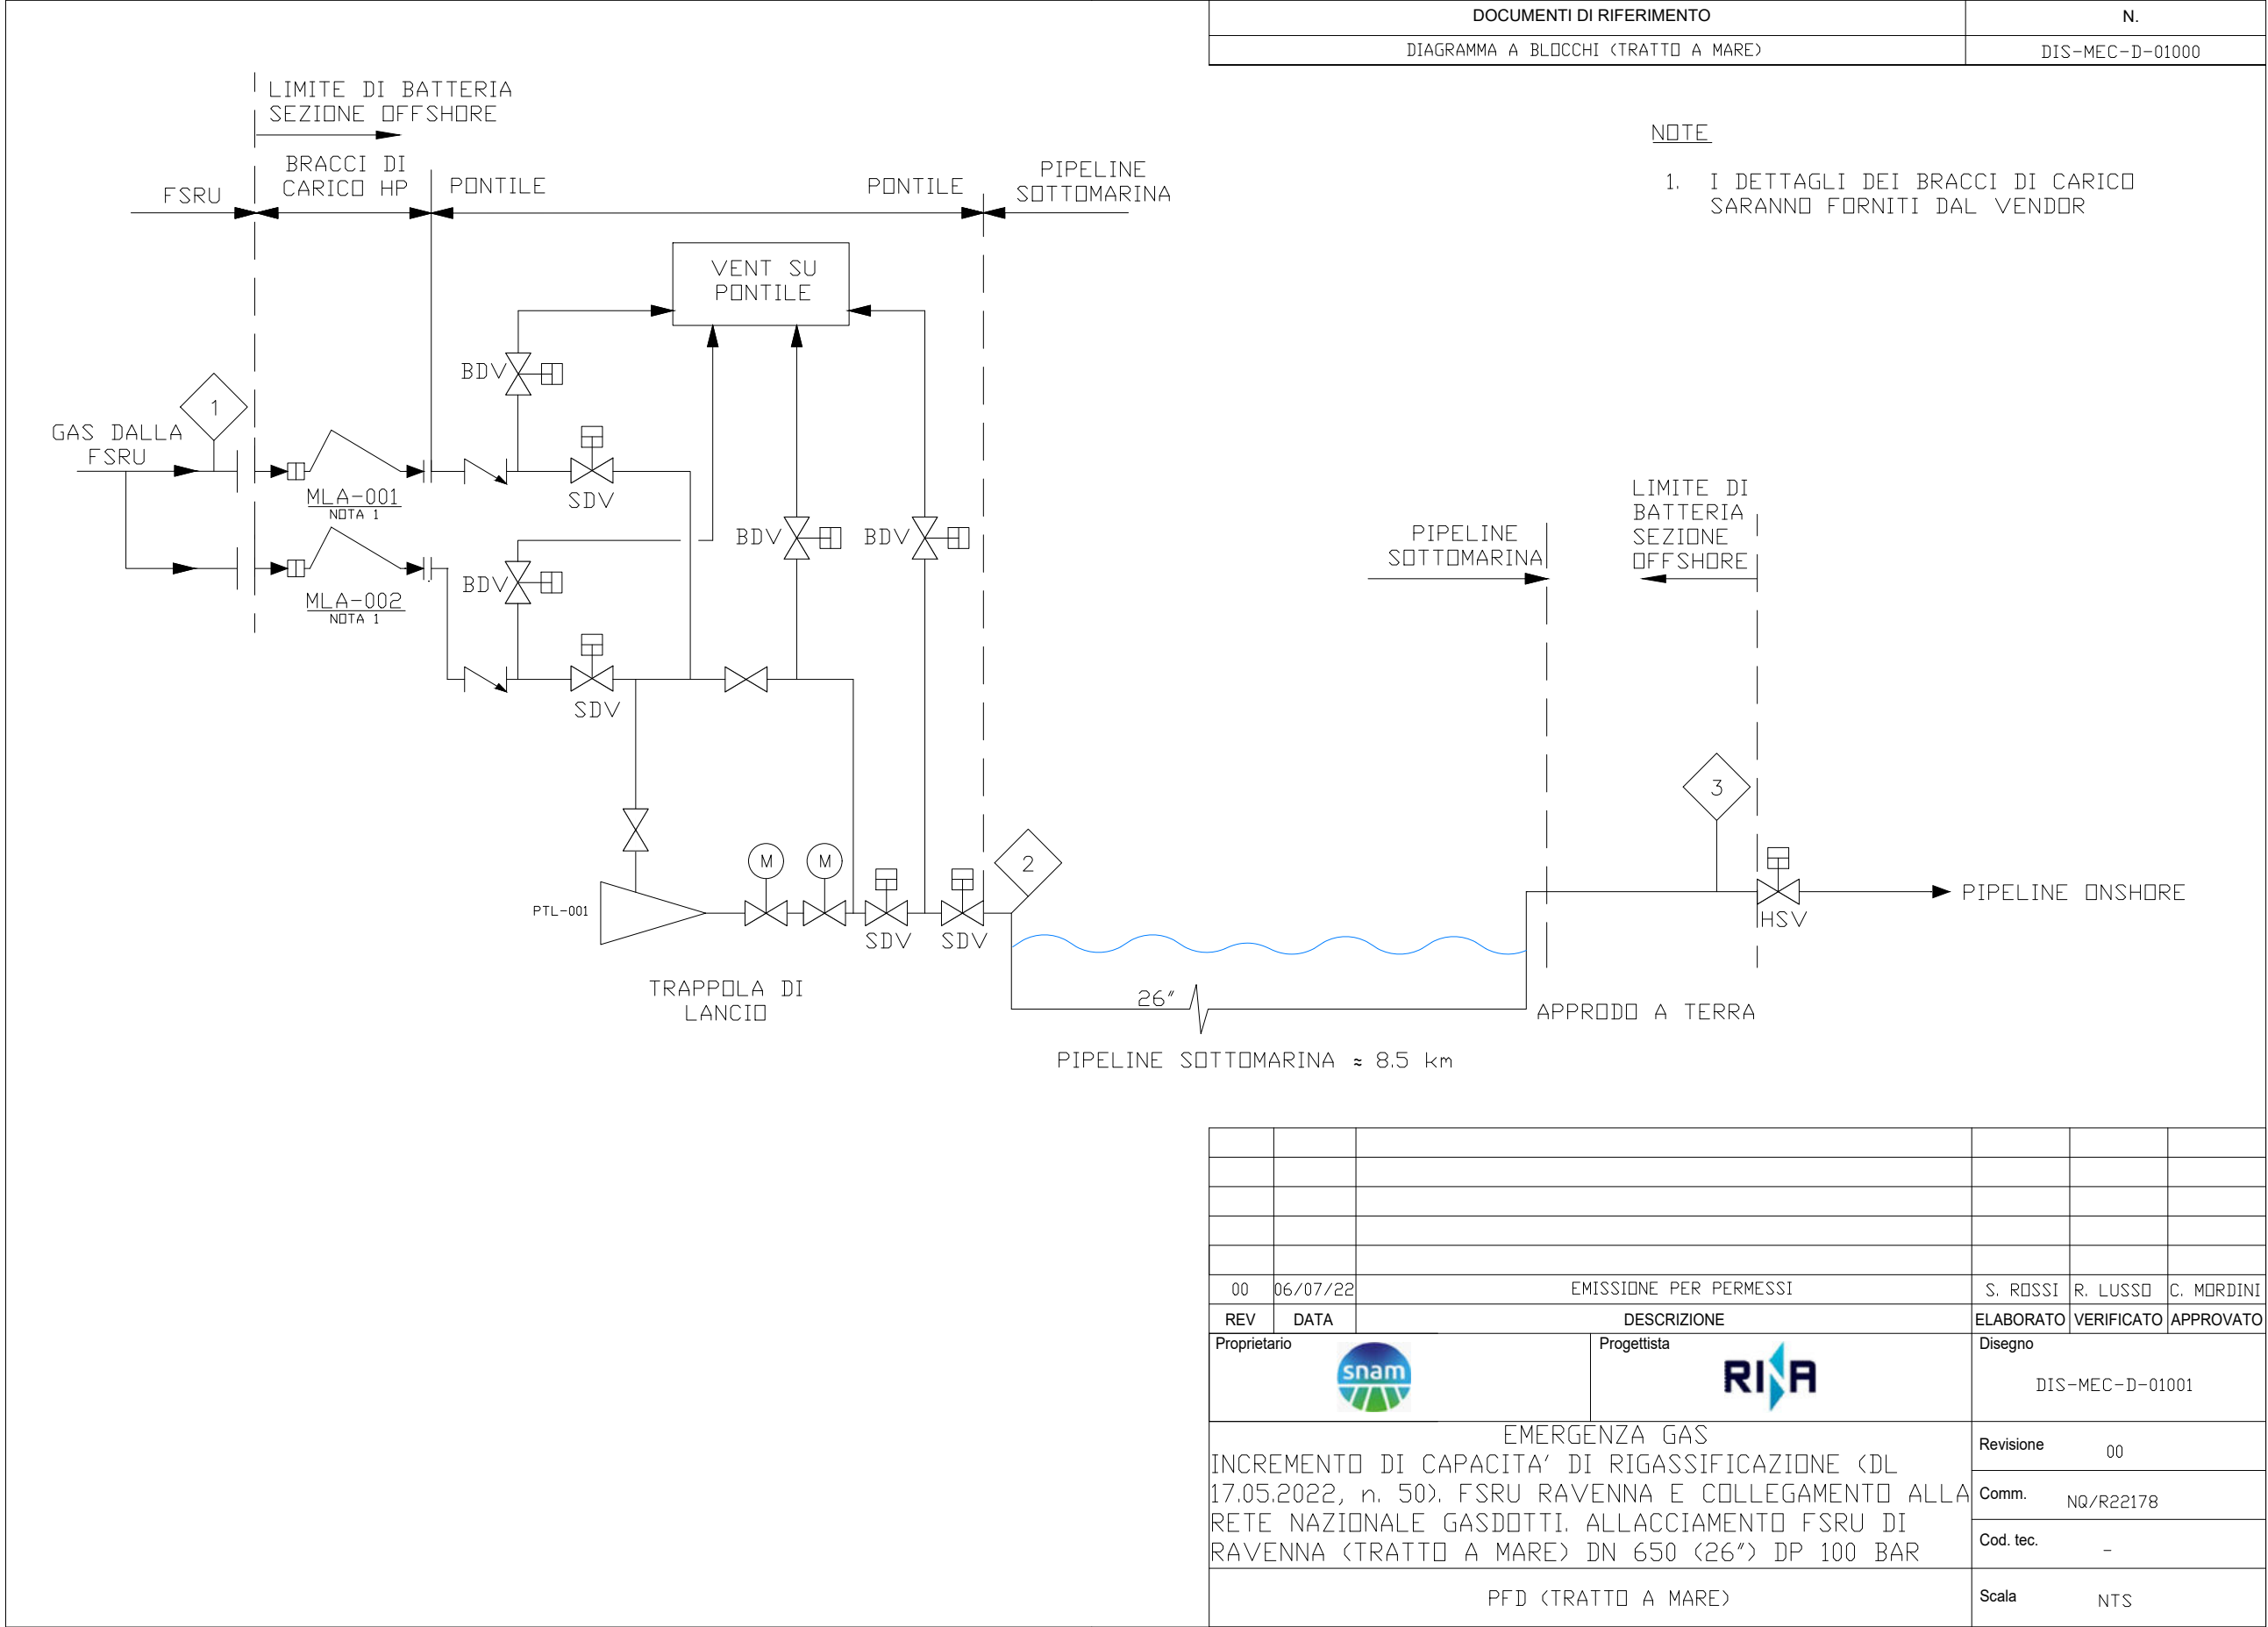 DOCUMENTI DI RIFERIMENTO
N.
DIAGRAMMA A BLOCCHI (TRATTO A MARE)
DIS-MEC-D-01000
LIMITE DI BATTERIA
SEZIONE OFFSHORE
NOTE
1. I DETTAGLI DEI BRACCI DI CARICO
SARANNO FORNITI DAL VENDOR
FSRU
BRACCI DI
CARICO HP
PONTILE
PONTILE
PIPELINE
SOTTOMARINA
VENT SU
PONTILE
BDV
1
GAS DALLA
FSRU
MLA-001
NOTA 1
SDV
BDV
BDV
BDV
MLA-002
NOTA 1
SDV
PIPELINE
SOTTOMARINA
LIMITE DI
BATTERIA
SEZIONE
OFFSHORE
3
M
M
2
PTL-001
SDV
SDV
HSV
PIPELINE ONSHORE
TRAPPOLA DI
LANCIO
26"
APPRODO A TERRA
PIPELINE SOTTOMARINA ≈ 8.5 km
00
06/07/22
EMISSIONE PER PERMESSI
S. ROSSI
R. LUSSO
C. MORDINI
REV
DATA
DESCRIZIONE
ELABORATO
VERIFICATO
APPROVATO
Proprietario
snam
Progettista
RINA
Disegno
DIS-MEC-D-01001
EMERGENZA GAS
INCREMENTO DI CAPACITA' DI RIGASSIFICAZIONE (DL
17.05.2022, n. 50). FSRU RAVENNA E COLLEGAMENTO ALLA
RETE NAZIONALE GASDOTTI. ALLACCIAMENTO FSRU DI
RAVENNA (TRATTO A MARE) DN 650 (26") DP 100 BAR
Revisione
00
Comm.
NQ/R22178
Cod. tec.
-
PFD (TRATTO A MARE)
Scala
NTS